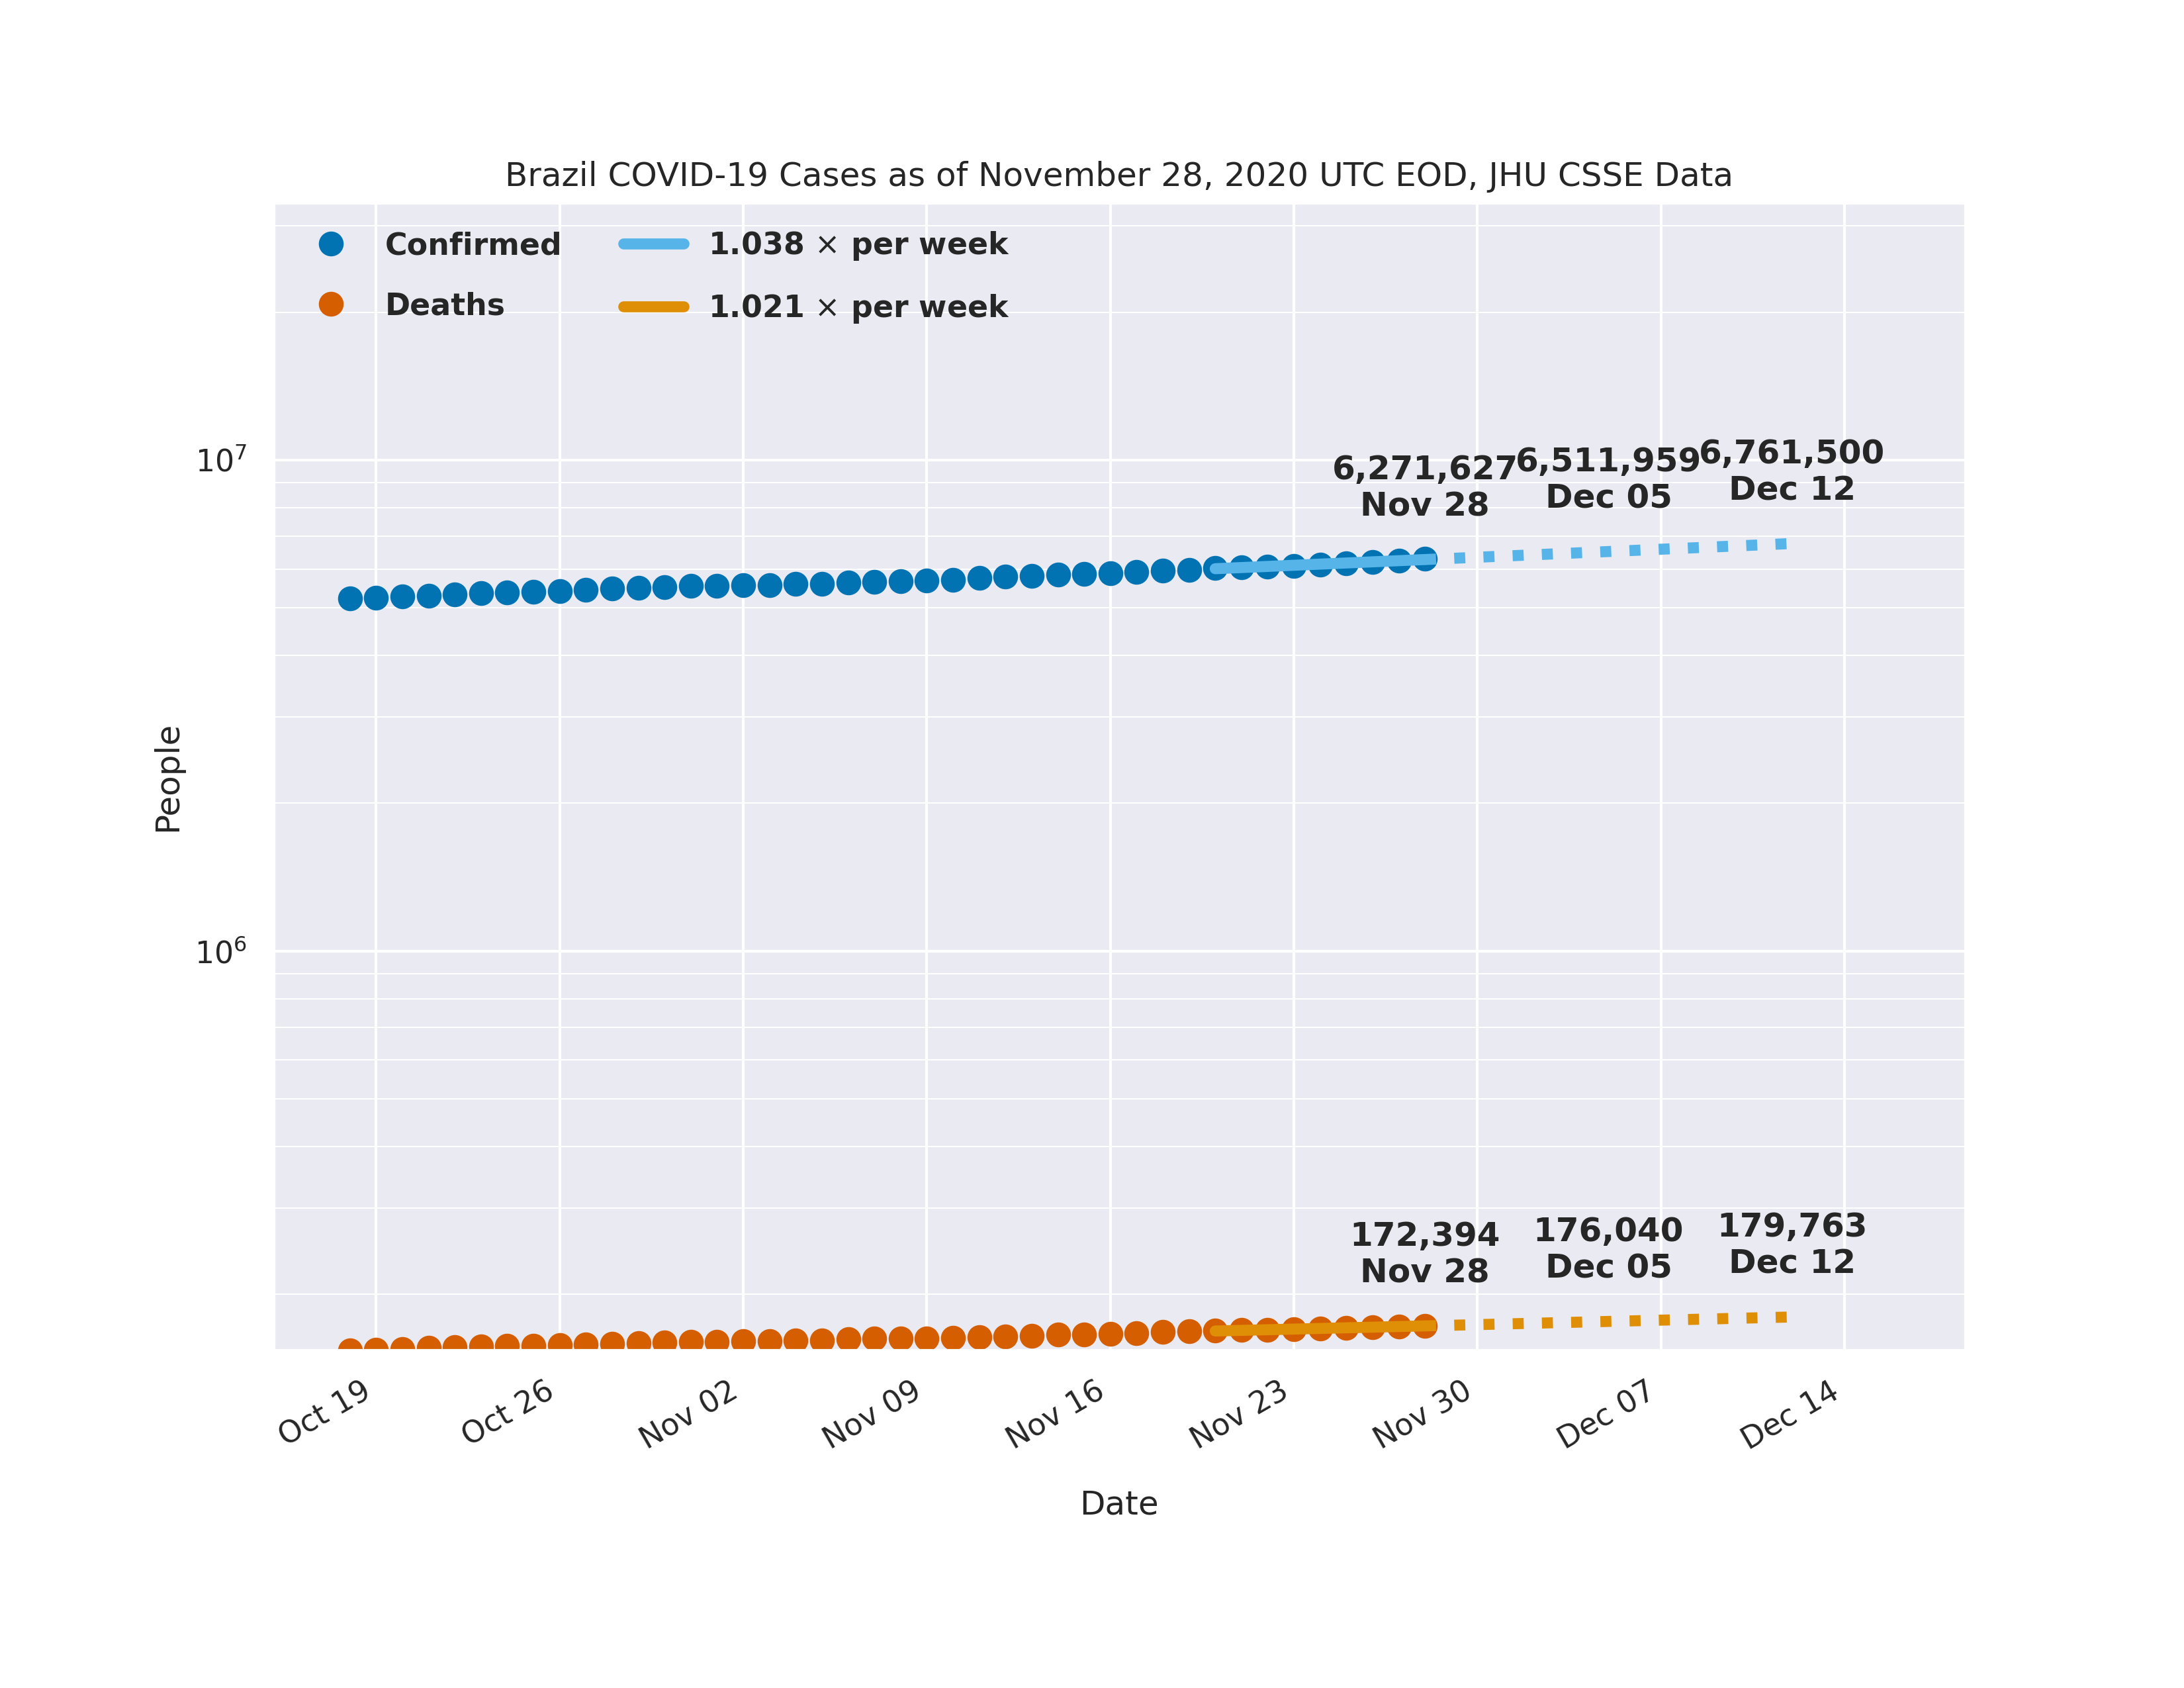 Brazil COVID-19 Cases as of November 28, 2020 UTC EOD, JHU CSSE Data
Confirmed
Deaths
1.038 × per week
1.021 × per week
10⁷
10⁶
People
6,271,627
Nov 28
6,511,959
Dec 05
6,761,500
Dec 12
172,394
Nov 28
176,040
Dec 05
179,763
Dec 12
Oct 19
Oct 26
Nov 02
Nov 09
Nov 16
Nov 23
Nov 30
Dec 07
Dec 14
Date